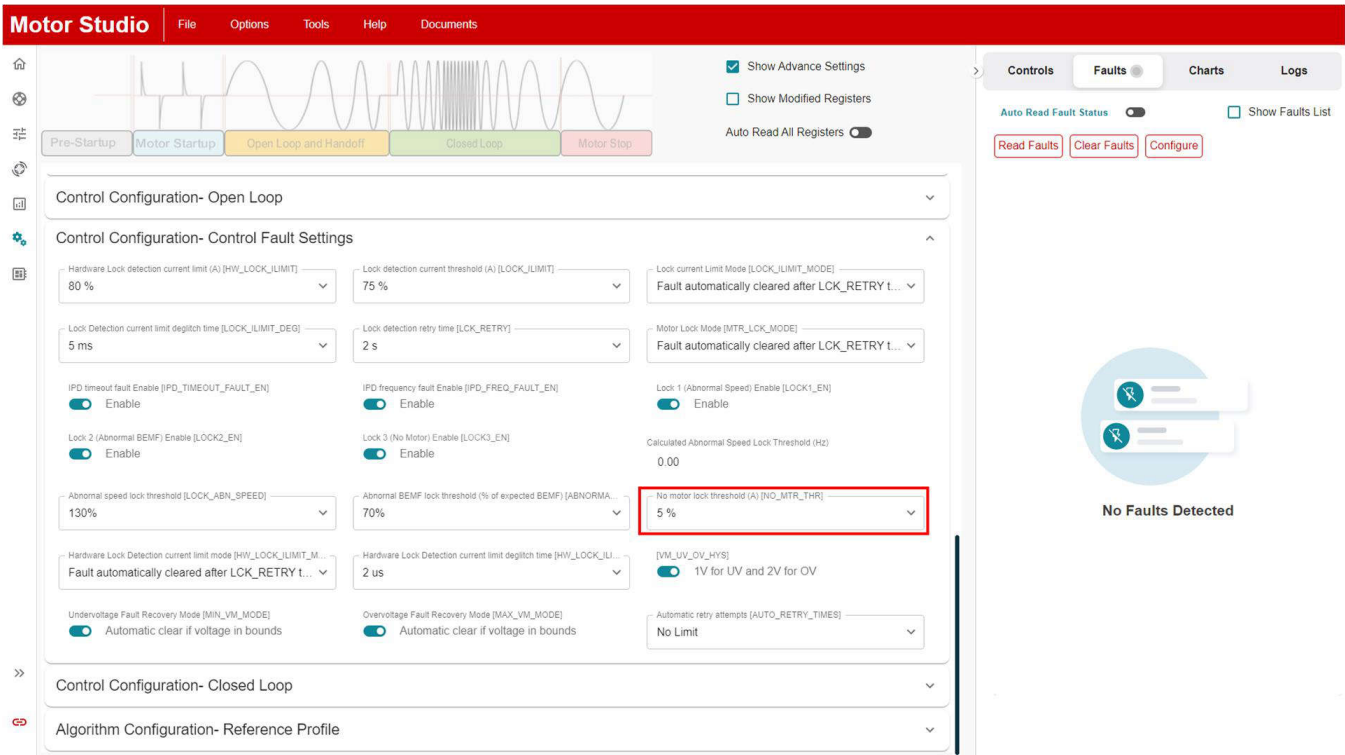 Motor Studio
File
Options
Tools
Help
Documents
Pre-Startup
Motor Startup
Open Loop and Handoff
Closed Loop
Motor Stop
Show Advance Settings
Show Modified Registers
Auto Read All Registers
Control Configuration- Open Loop
Control Configuration- Control Fault Settings
Hardware Lock detection current limit (A) [HW_LOCK_ILIMIT]
80 %
Lock detection current threshold (A) [LOCK_ILIMIT]
75 %
Lock current Limit Mode [LOCK_ILIMIT_MODE]
Fault automatically cleared after LCK_RETRY t...
Lock Detection current limit deglitch time [LOCK_ILIMIT_DEG]
5 ms
Lock detection retry time [LCK_RETRY]
2 s
Motor Lock Mode [MTR_LCK_MODE]
Fault automatically cleared after LCK_RETRY t...
IPD timeout fault Enable [IPD_TIMEOUT_FAULT_EN]
Enable
IPD frequency fault Enable [IPD_FREQ_FAULT_EN]
Enable
Lock 1 (Abnormal Speed) Enable [LOCK1_EN]
Enable
Lock 2 (Abnormal BEMF) Enable [LOCK2_EN]
Enable
Lock 3 (No Motor) Enable [LOCK3_EN]
Enable
Calculated Abnormal Speed Lock Threshold (Hz)
0.00
Abnormal speed lock threshold [LOCK_ABN_SPEED]
130%
Abnormal BEMF lock threshold (% of expected BEMF) [ABNORMA...
70%
No motor lock threshold (A) [NO_MTR_THR]
5 %
Hardware Lock Detection current limit mode [HW_LOCK_ILIMIT_M...
Fault automatically cleared after LCK_RETRY t...
Hardware Lock Detection current limit deglitch time [HW_LOCK_ILI...
2 us
[VM_UV_OV_HYS]
1V for UV and 2V for OV
Undervoltage Fault Recovery Mode [MIN_VM_MODE]
Automatic clear if voltage in bounds
Overvoltage Fault Recovery Mode [MAX_VM_MODE]
Automatic clear if voltage in bounds
Automatic retry attempts [AUTO_RETRY_TIMES]
No Limit
Control Configuration- Closed Loop
Algorithm Configuration- Reference Profile
Controls
Faults
Charts
Logs
Auto Read Fault Status
Show Faults List
Read Faults
Clear Faults
Configure
No Faults Detected